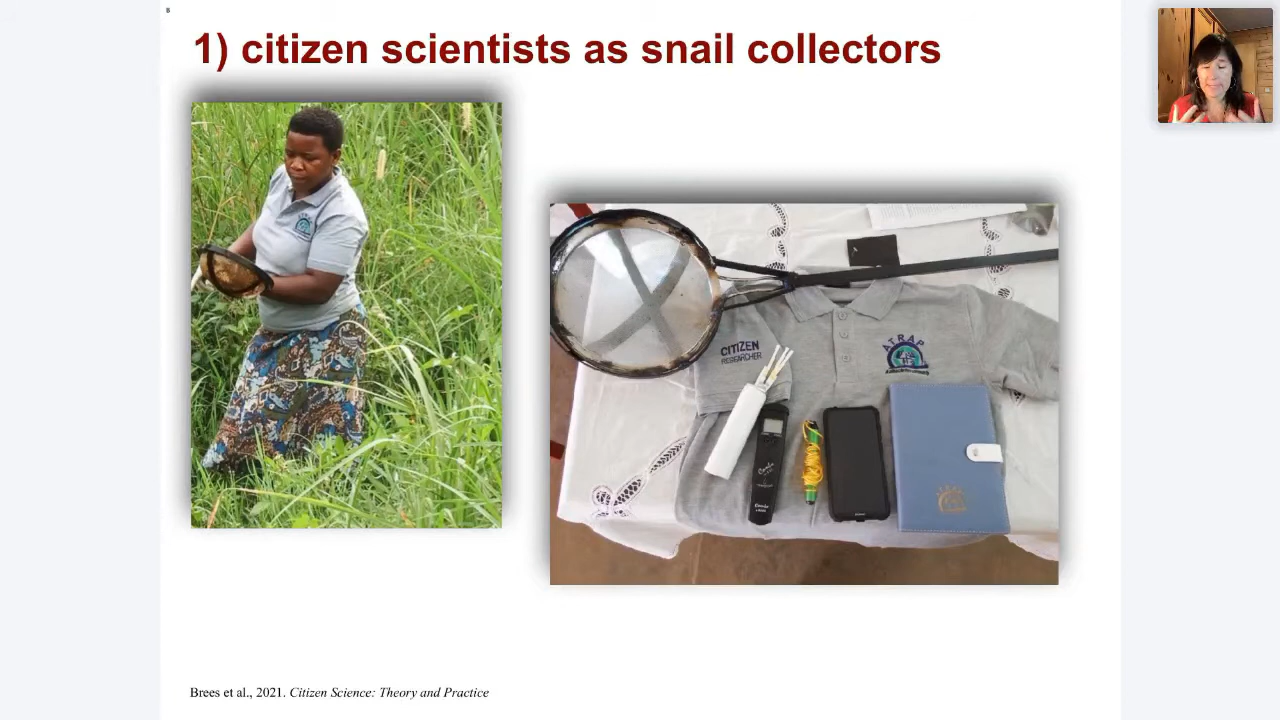 1) citizen scientists as snail collectors
CITIZEN
RESEARCHER
ATRAP
Brees et al., 2021. Citizen Science: Theory and Practice